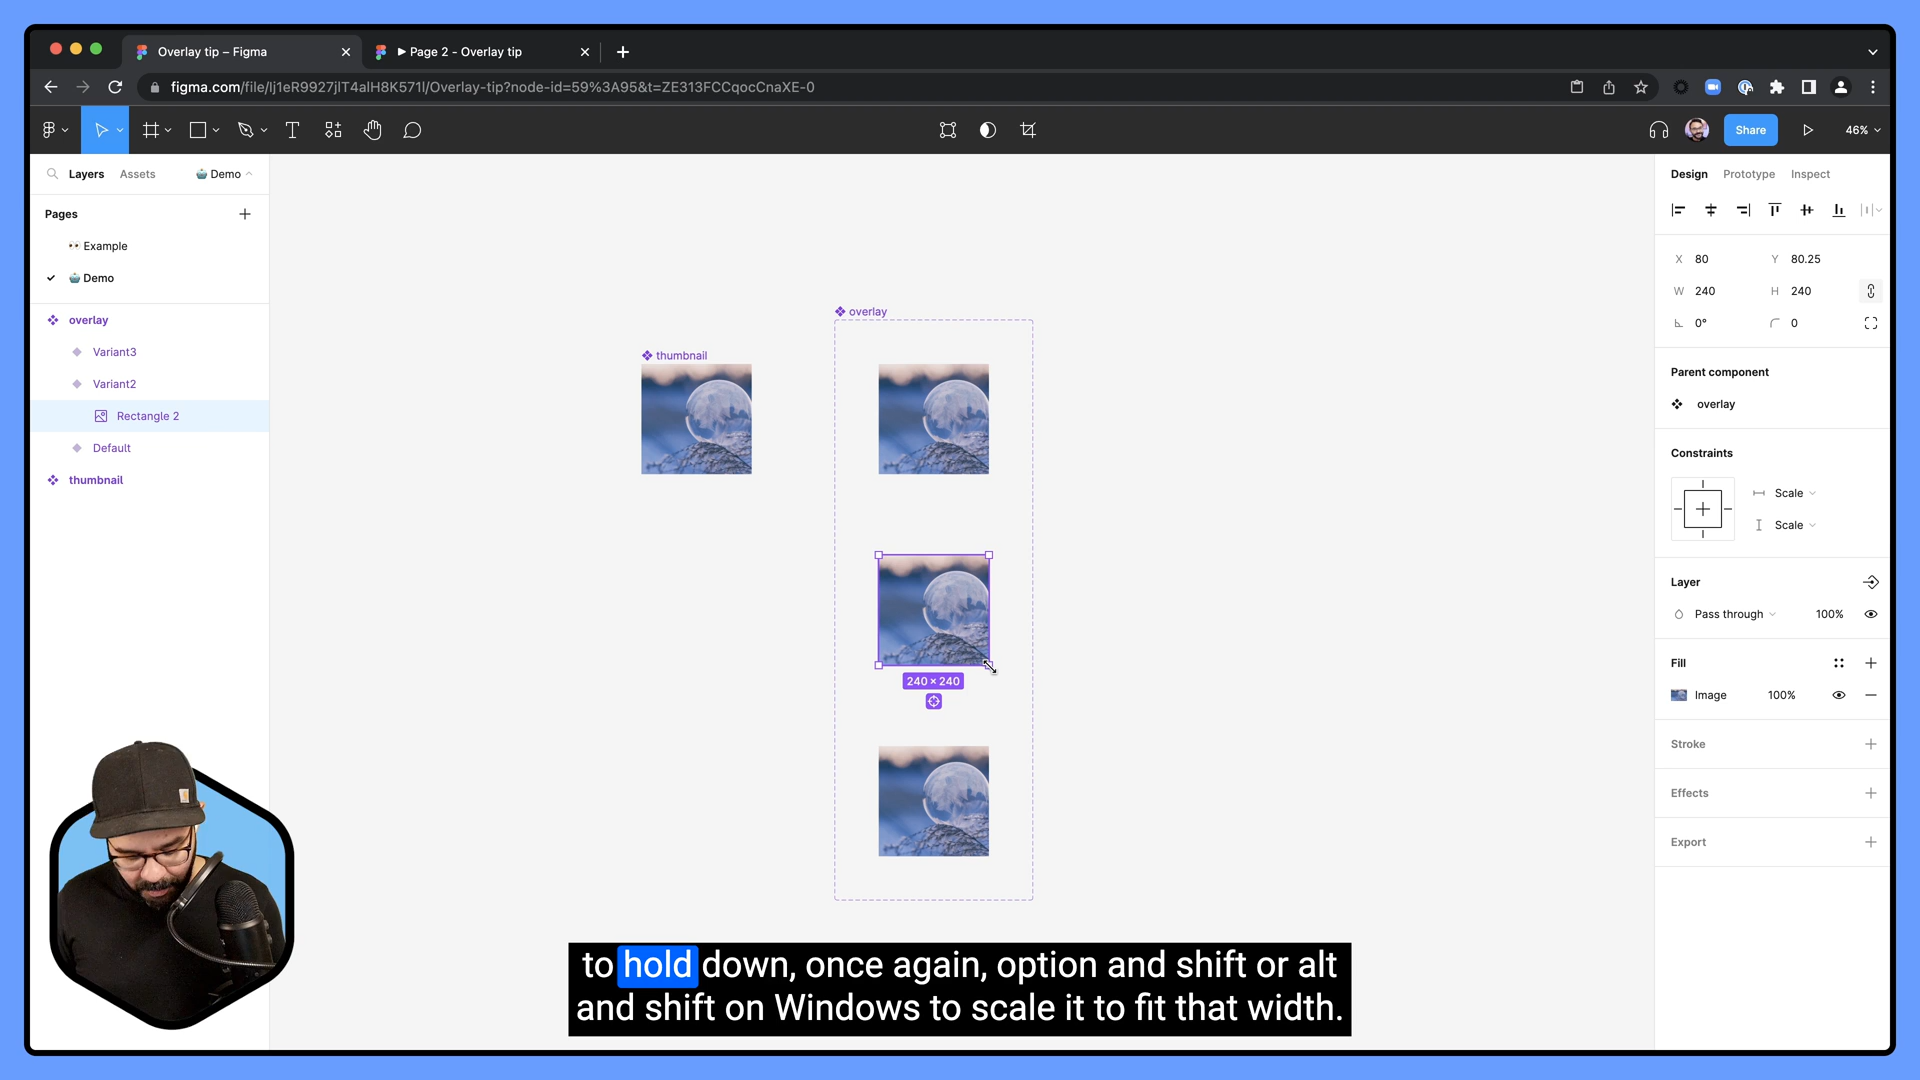 Overlay tip – Figma
▶ Page 2 - Overlay tip
figma.com/file/lj1eR9927jlT4alH8K571l/Overlay-tip?node-id=59%3A95&t=ZE313FCCqocCnaXE-0
Share
46%
Layers
Assets
Demo
Design
Prototype
Inspect
Pages
Example
Demo
overlay
Variant3
Variant2
Rectangle 2
Default
thumbnail
thumbnail
overlay
240 × 240
X 80
Y 80.25
W 240
H 240
0°
0
Parent component
overlay
Constraints
Scale
Scale
Layer
Pass through
100%
Fill
Image
100%
Stroke
Effects
Export
to hold down, once again, option and shift or alt
and shift on Windows to scale it to fit that width.